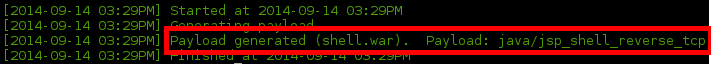 [2014-09-14 03:29PM] Started at 2014-09-14 03:29PM
[2014-09-14 03:29PM] Generating payload
[2014-09-14 03:29PM] Payload generated (shell.war).  Payload: java/jsp_shell_reverse_tcp
[2014-09-14 03:29PM] Finished at 2014-09-14 03:29PM